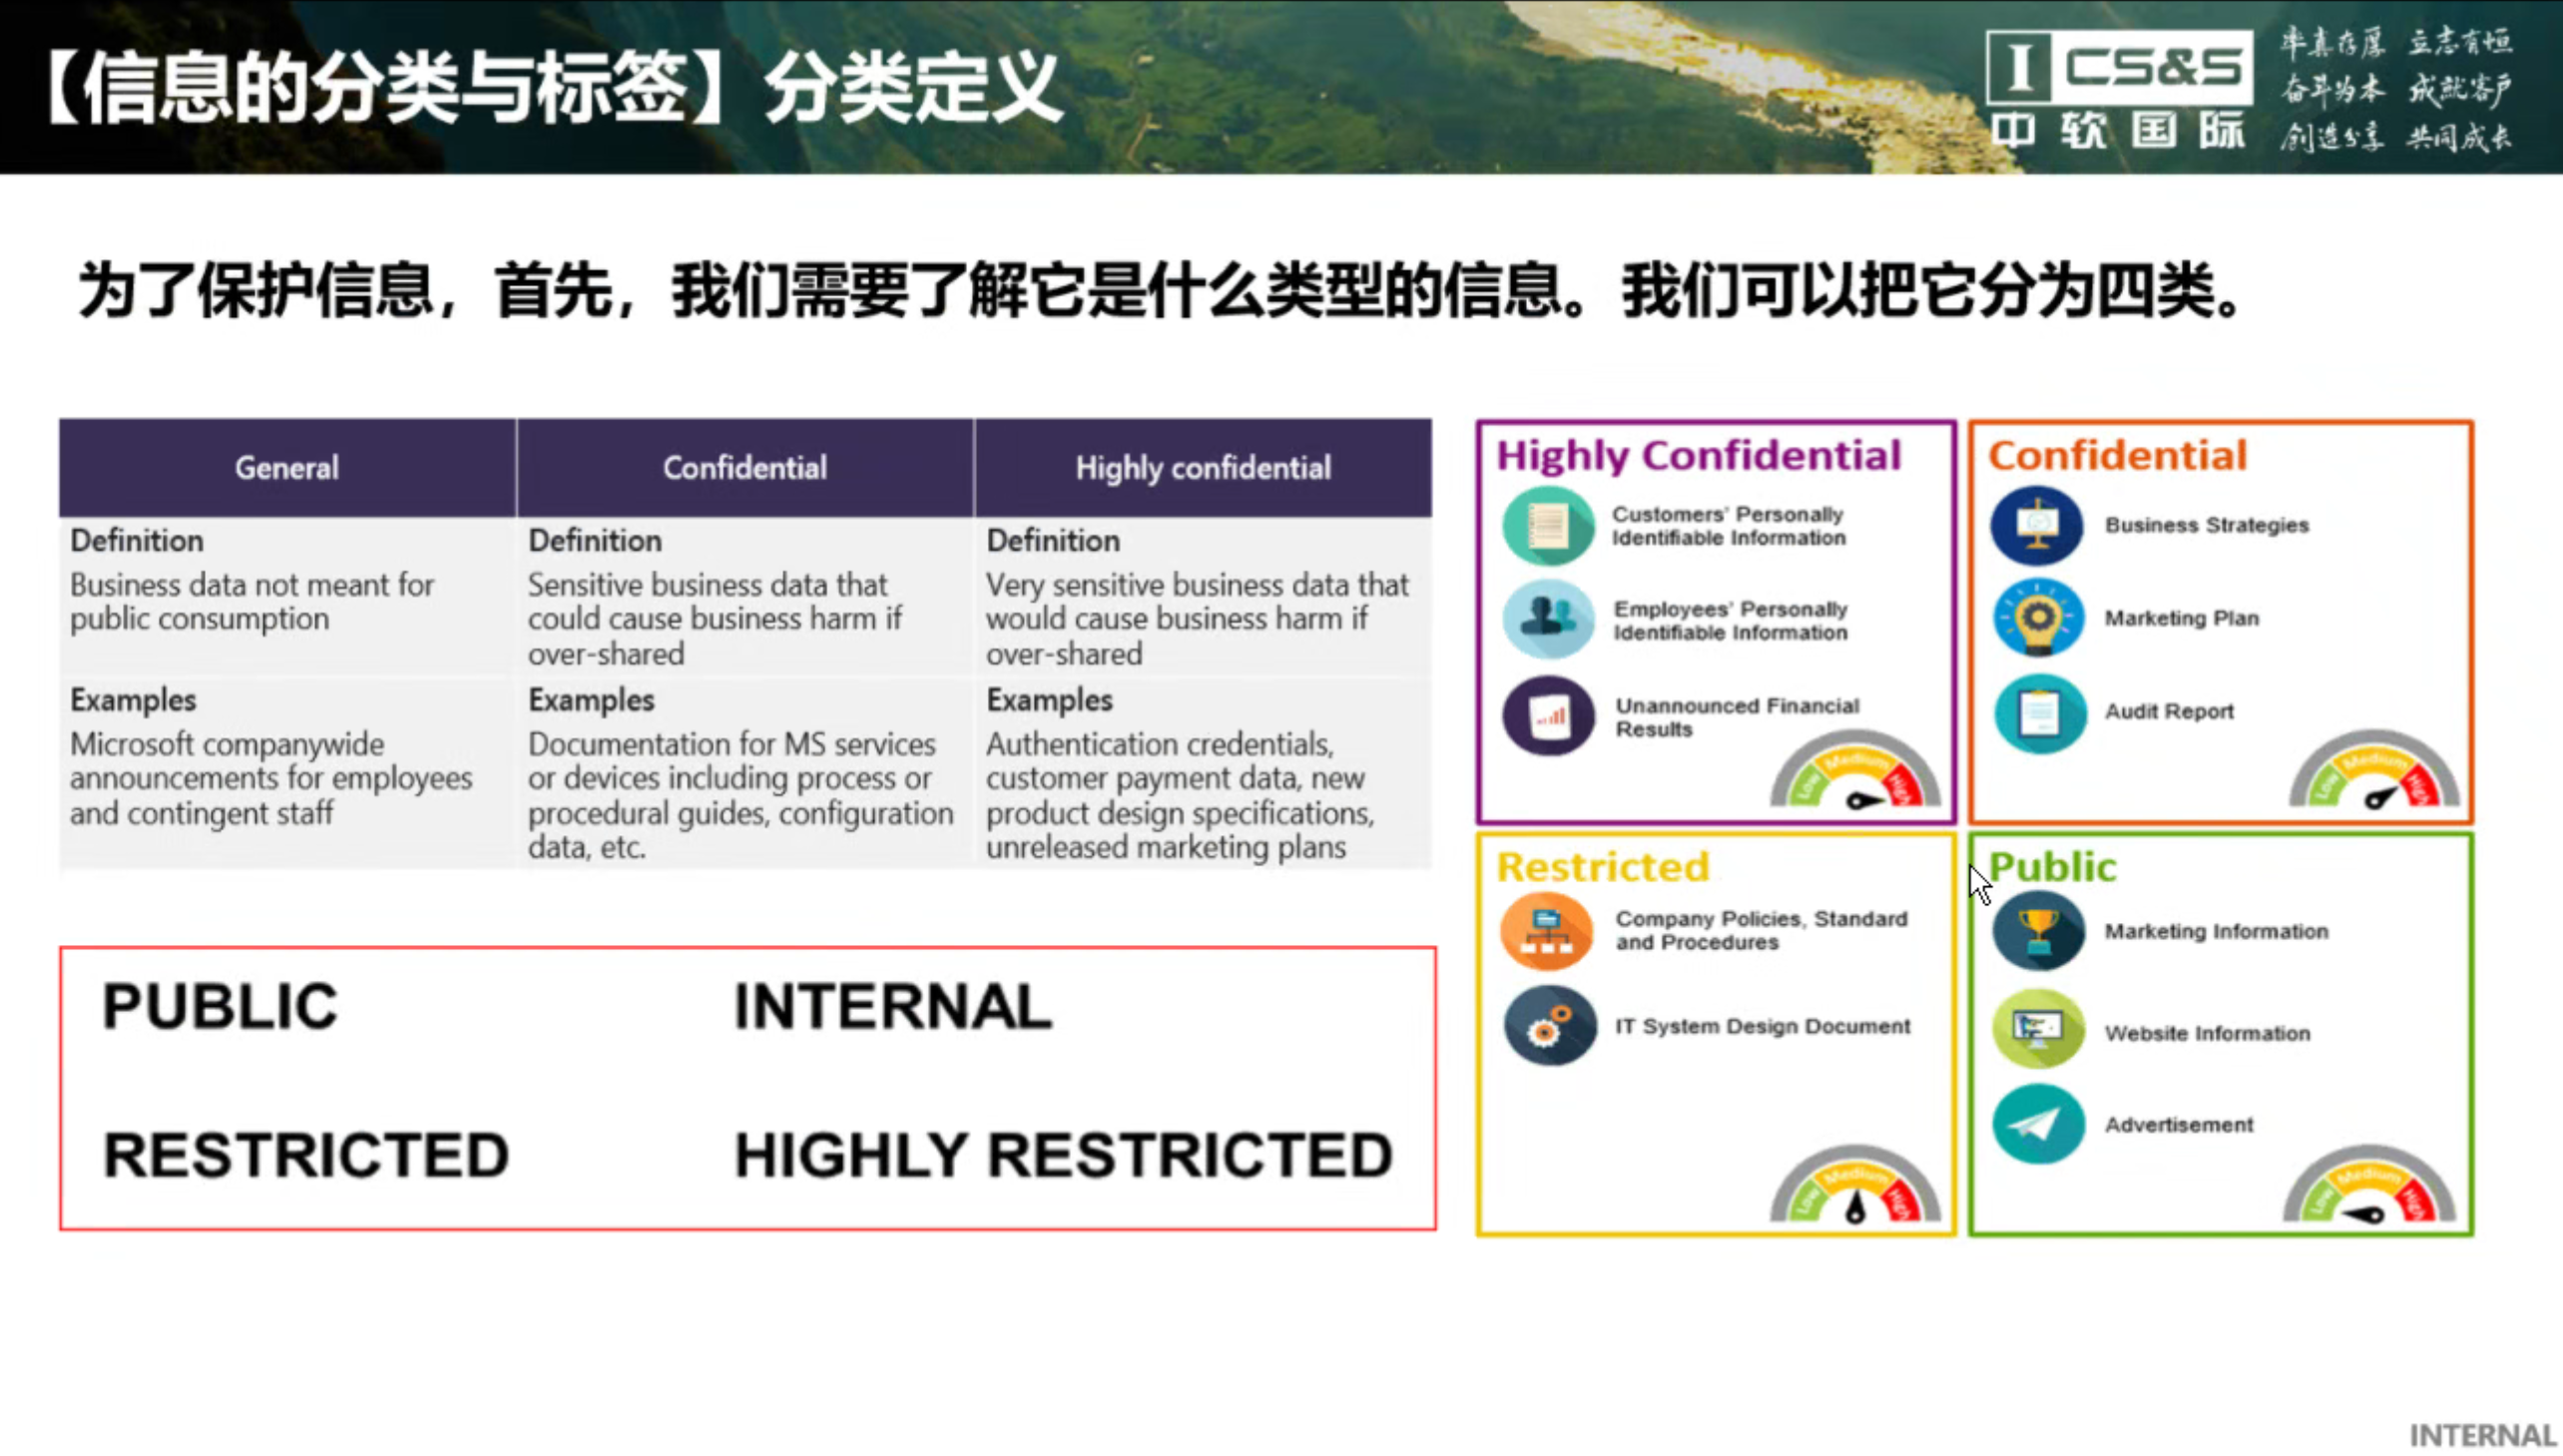 【信息的分类与标签】分类定义
I CS&S
中软国际
率真存厚 立志有恒
奋斗为本 成就客户
创造分享 共同成长
为了保护信息，首先，我们需要了解它是什么类型的信息。我们可以把它分为四类。
General
Definition
Business data not meant for
public consumption
Examples
Microsoft companywide
announcements for employees
and contingent staff
Confidential
Definition
Sensitive business data that
could cause business harm if
over-shared
Examples
Documentation for MS services
or devices including process or
procedural guides, configuration
data, etc.
Highly confidential
Definition
Very sensitive business data that
would cause business harm if
over-shared
Examples
Authentication credentials,
customer payment data, new
product design specifications,
unreleased marketing plans
PUBLIC
INTERNAL
RESTRICTED
HIGHLY RESTRICTED
Highly Confidential
Customers' Personally
Identifiable Information
Employees' Personally
Identifiable Information
Unannounced Financial
Results
Low Medium High
Confidential
Business Strategies
Marketing Plan
Audit Report
Low Medium High
Restricted
Company Policies, Standard
and Procedures
IT System Design Document
Low Medium High
Public
Marketing Information
Website Information
Advertisement
Low Medium High
INTERNAL